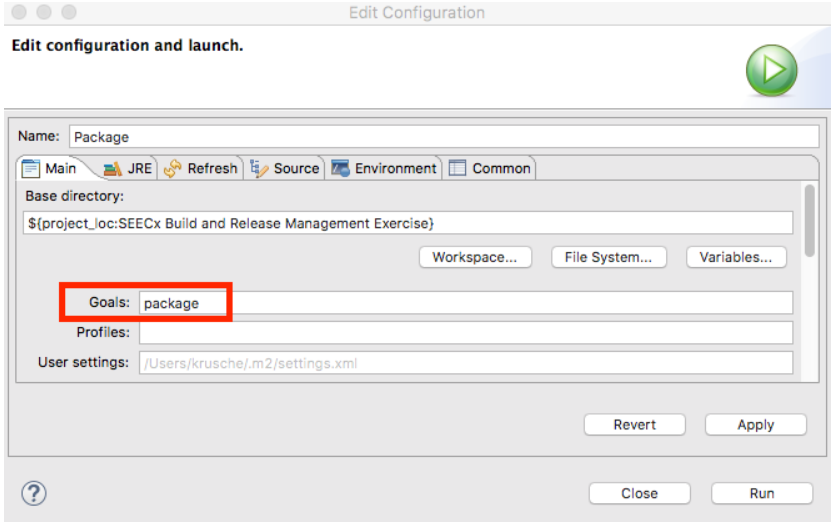 Edit Configuration
Edit configuration and launch.
Name: Package
Main JRE Refresh Source Environment Common
Base directory:
${project_loc:SEECx Build and Release Management Exercise}
Workspace... File System... Variables...
Goals: package
Profiles:
User settings: /Users/krusche/.m2/settings.xml
Revert Apply
? Close Run